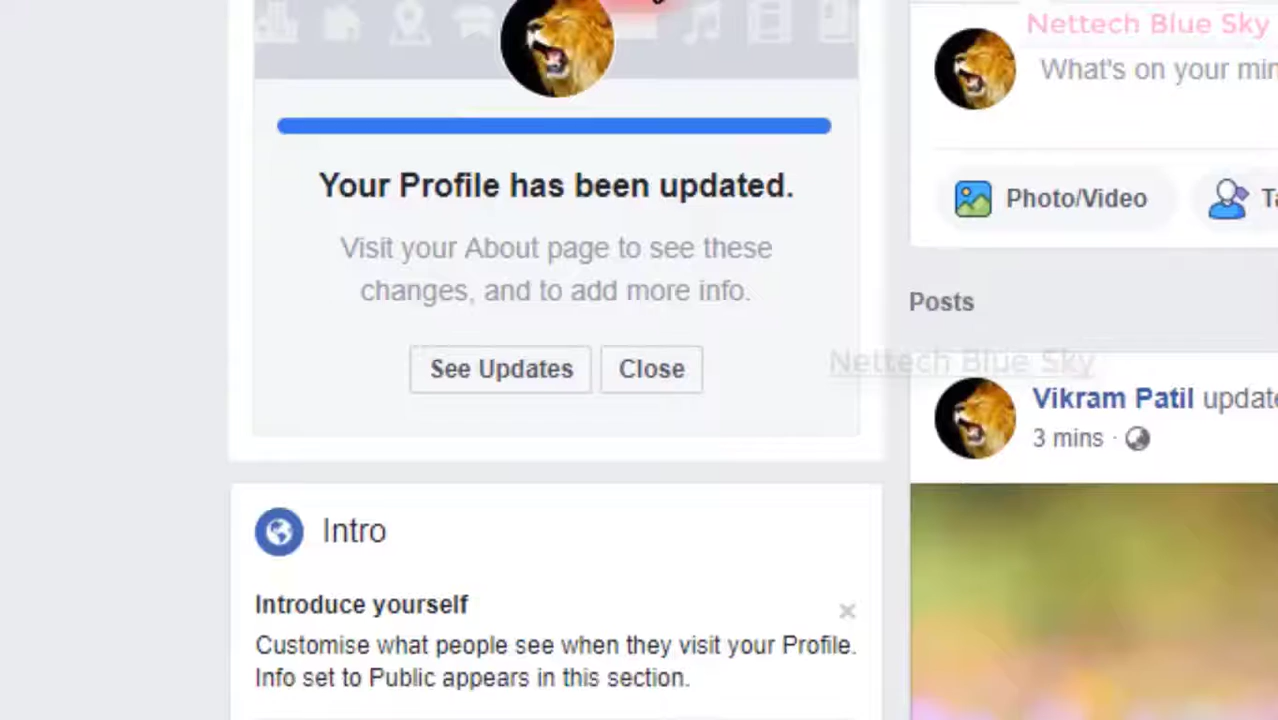 Your Profile has been updated.
Visit your About page to see these
changes, and to add more info.
See Updates
Close
Intro
Introduce yourself
Customise what people see when they visit your Profile.
Info set to Public appears in this section.
Nettech Blue Sky
What's on your
Photo/Video
Posts
Nettech Blue Sky
Vikram Patil
3 mins ·